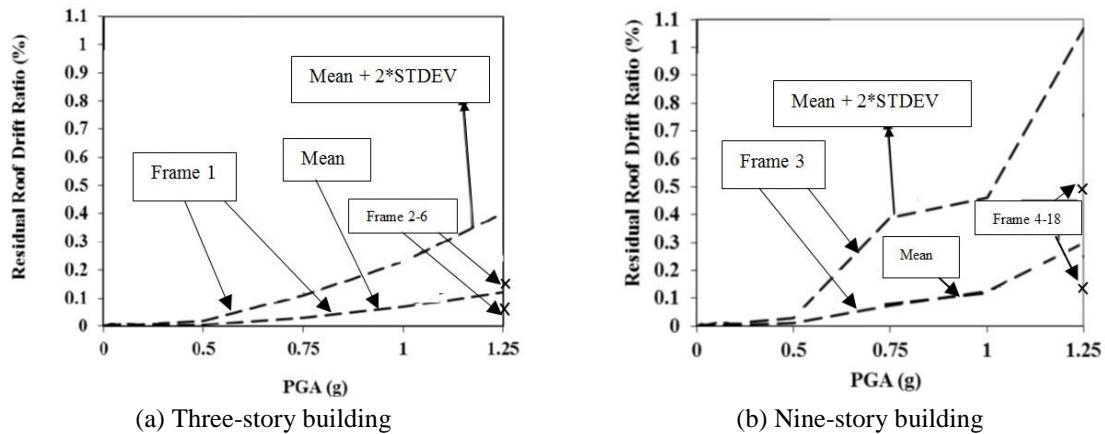 Residual Roof Drift Ratio (%)
1.1
1
0.9
0.8
0.7
0.6
0.5
0.4
0.3
0.2
0.1
0
Mean + 2*STDEV
Mean
Frame 1
Frame 2-6
×
×
0 0.5 0.75 1 1.25
PGA (g)
(a) Three-story building
Residual Roof Drift Ratio (%)
1.1
1
0.9
0.8
0.7
0.6
0.5
0.4
0.3
0.2
0.1
0
Mean + 2*STDEV
Frame 3
Frame 4-18
Mean
×
×
0 0.5 0.75 1 1.25
PGA (g)
(b) Nine-story building